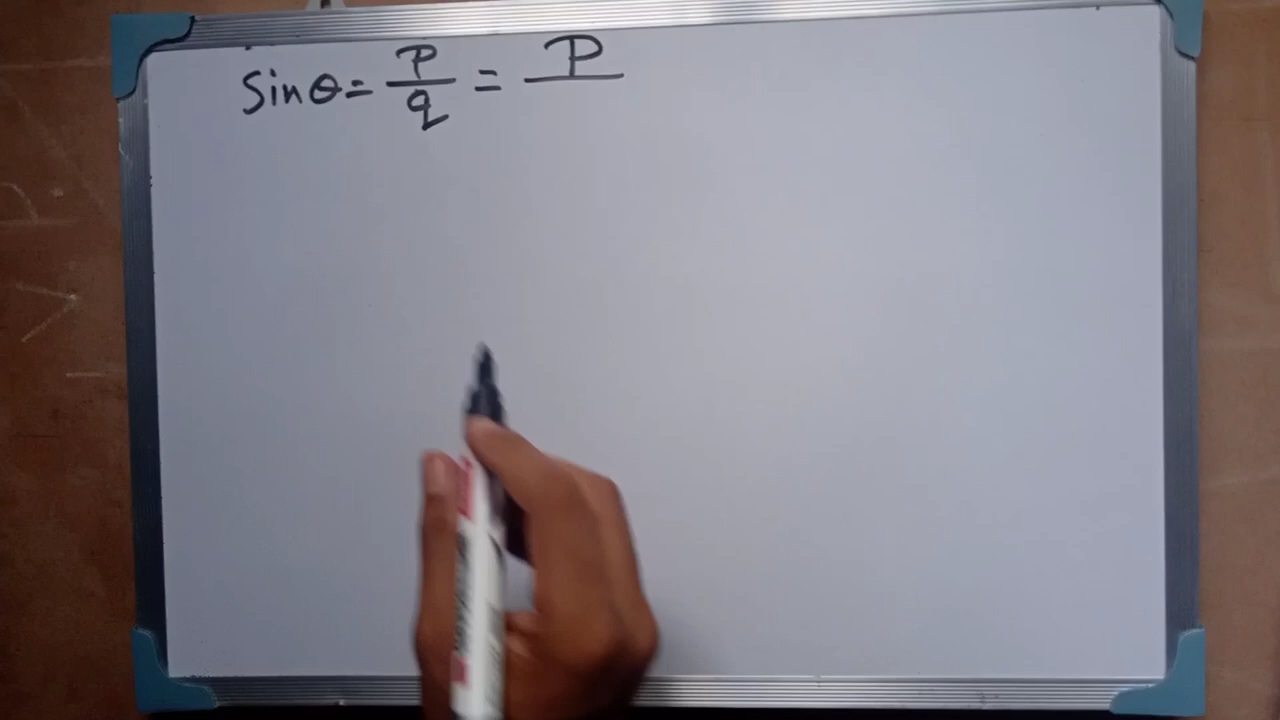 Sinθ = P/q = P/